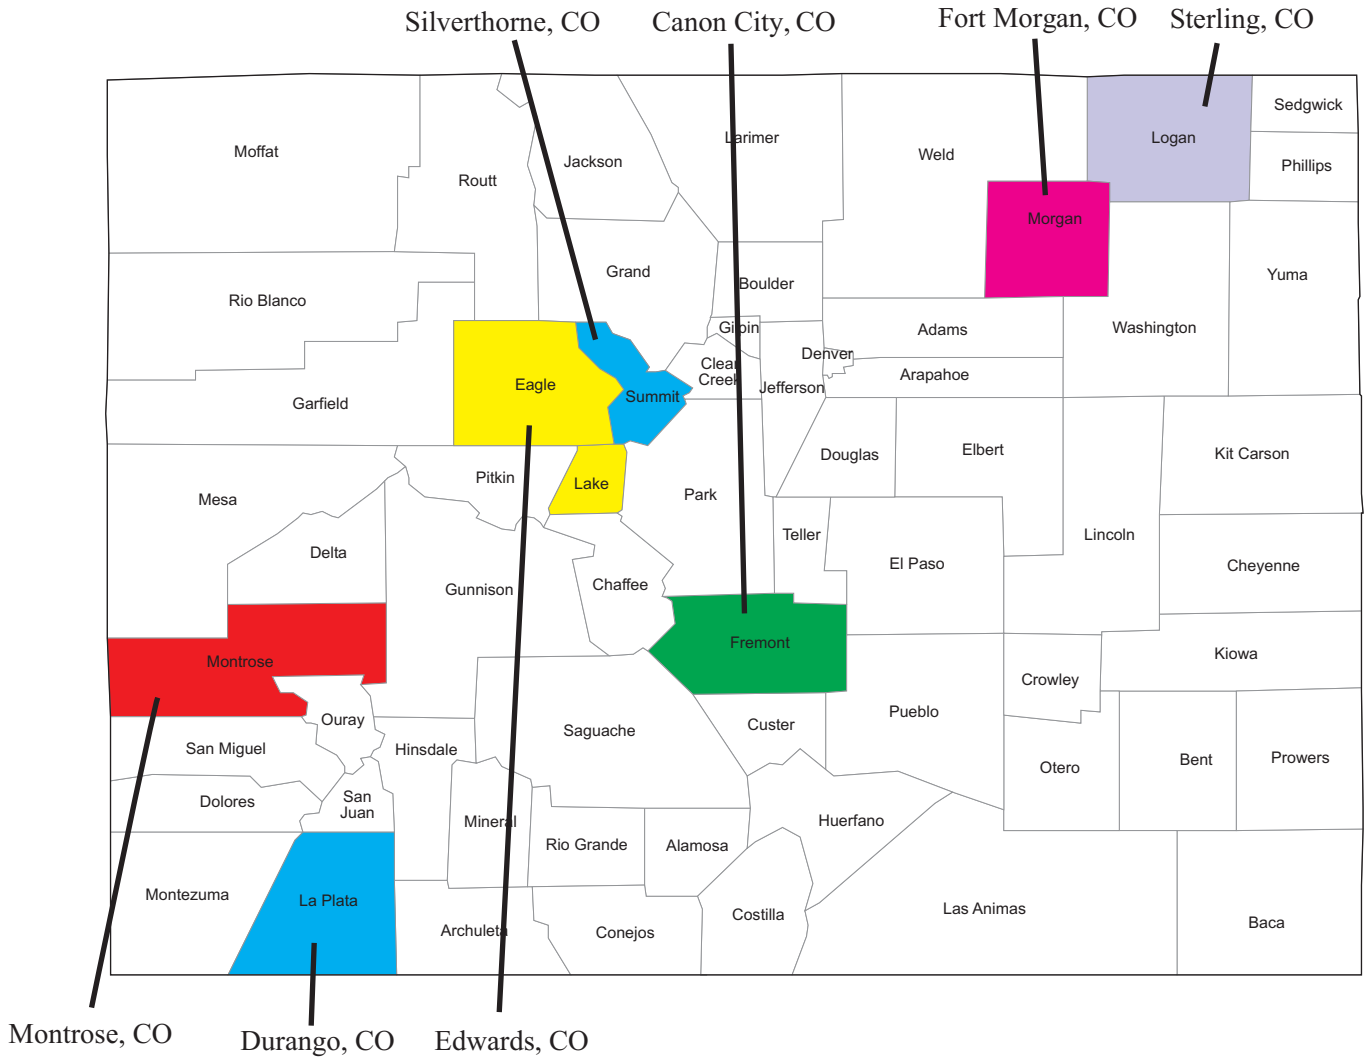 Silverthorne, CO
Canon City, CO
Fort Morgan, CO
Sterling, CO
Moffat
Routt
Jackson
Larimer
Weld
Logan
Sedgwick
Phillips
Morgan
Rio Blanco
Grand
Boulder
Yuma
Gilpin
Adams
Washington
Garfield
Eagle
Summit
Clear
Creek
Jefferson
Denver
Arapahoe
Mesa
Pitkin
Lake
Park
Douglas
Elbert
Kit Carson
Delta
Gunnison
Chaffee
Teller
El Paso
Lincoln
Cheyenne
Montrose
Fremont
Kiowa
Crowley
Ouray
San Miguel
Hinsdale
Saguache
Custer
Pueblo
Otero
Bent
Prowers
Dolores
San
Juan
Mineral
Rio Grande
Alamosa
Huerfano
Montezuma
La Plata
Archuleta
Conejos
Costilla
Las Animas
Baca
Montrose, CO
Durango, CO
Edwards, CO